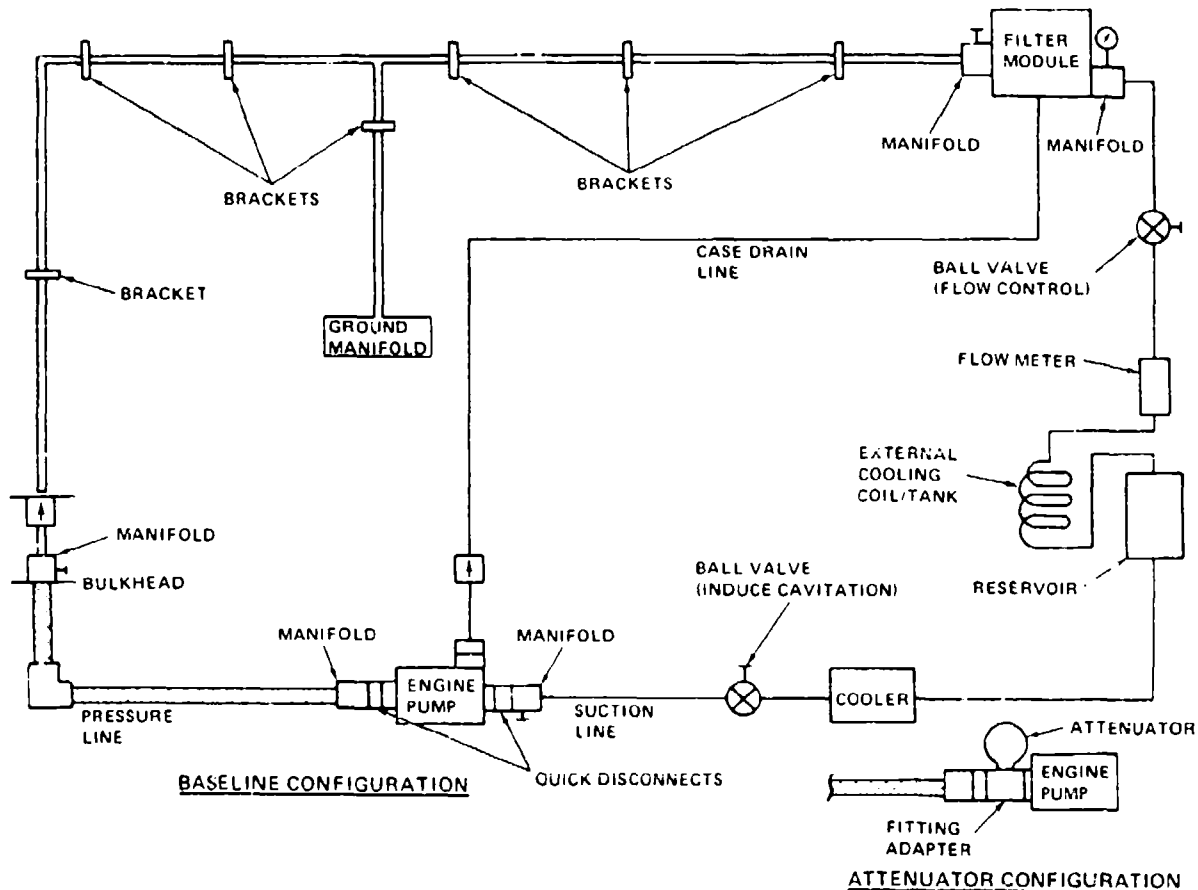 FILTER
MODULE
MANIFOLD
MANIFOLD
BRACKETS
BRACKETS
CASE DRAIN
LINE
BALL VALVE
(FLOW CONTROL)
BRACKET
GROUND
MANIFOLD
FLOW METER
EXTERNAL
COOLING
COIL/TANK
MANIFOLD
BULKHEAD
BALL VALVE
(INDUCE CAVITATION)
RESERVOIR
MANIFOLD
MANIFOLD
ENGINE
PUMP
COOLER
PRESSURE
LINE
SUCTION
LINE
ATTENUATOR
BASELINE CONFIGURATION
QUICK DISCONNECTS
ENGINE
PUMP
FITTING
ADAPTER
ATTENUATOR CONFIGURATION